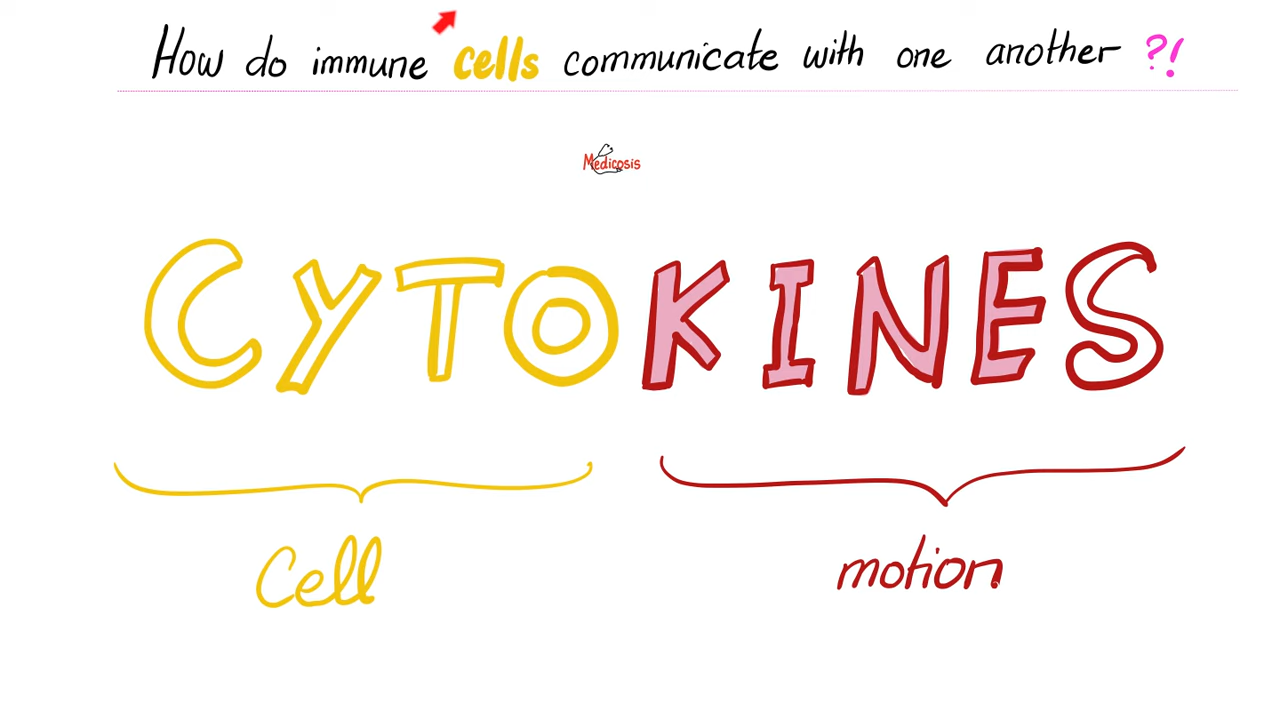 How do immune cells communicate with one another ?!
Medicosis
CYTOKINES
Cell motion